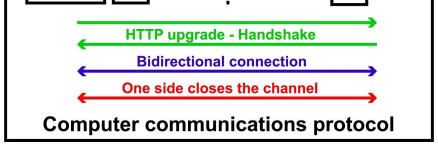 HTTP upgrade - Handshake
Bidirectional connection
One side closes the channel
Computer communications protocol